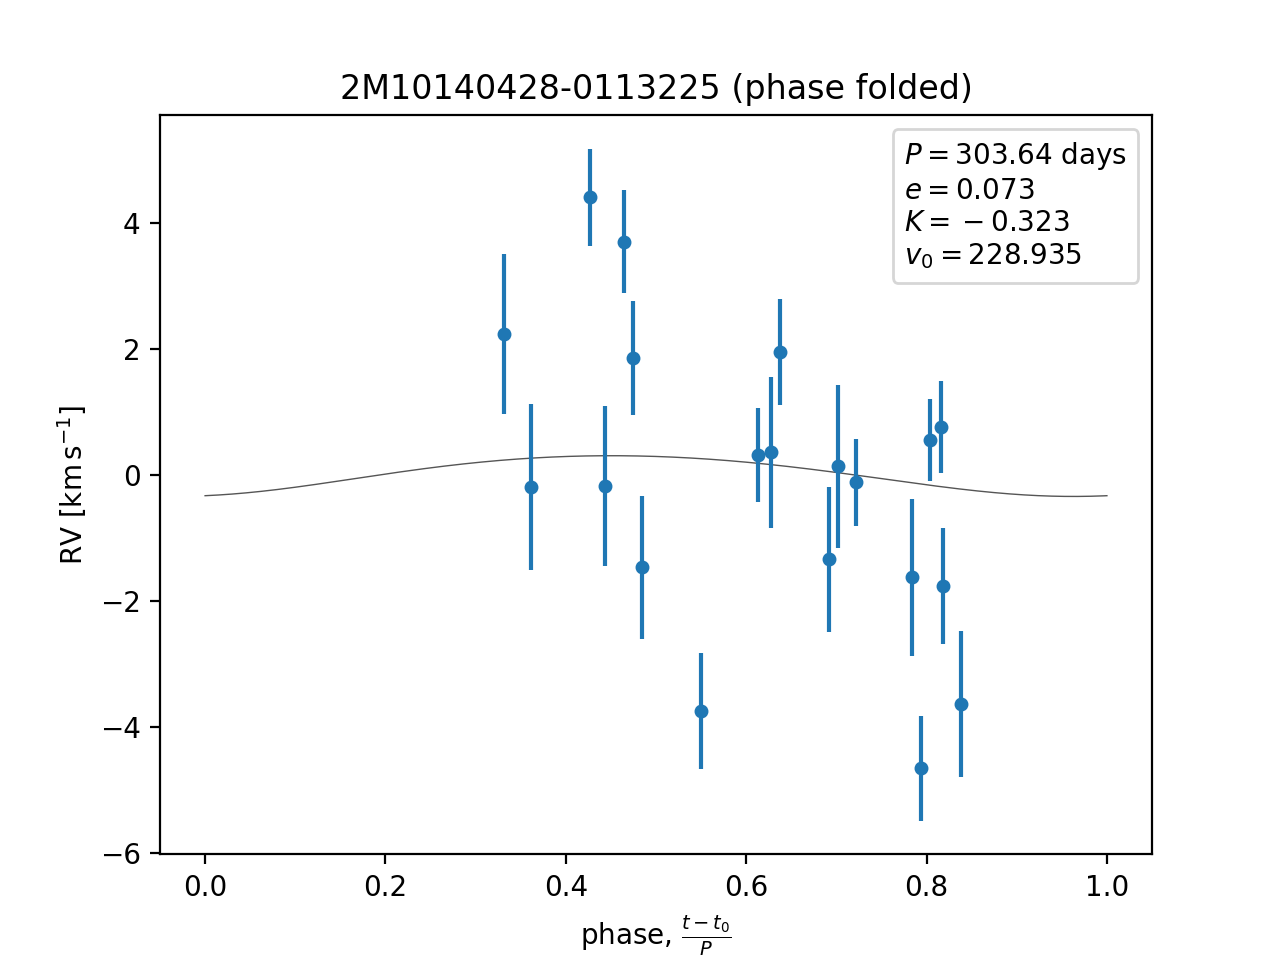 2M10140428-0113225 (phase folded)
P = 303.64 days
e = 0.073
K = −0.323
v₀ = 228.935
RV [km s⁻¹]
4
2
0
−2
−4
−6
0.0 0.2 0.4 0.6 0.8 1.0
phase, (t − t₀)/P